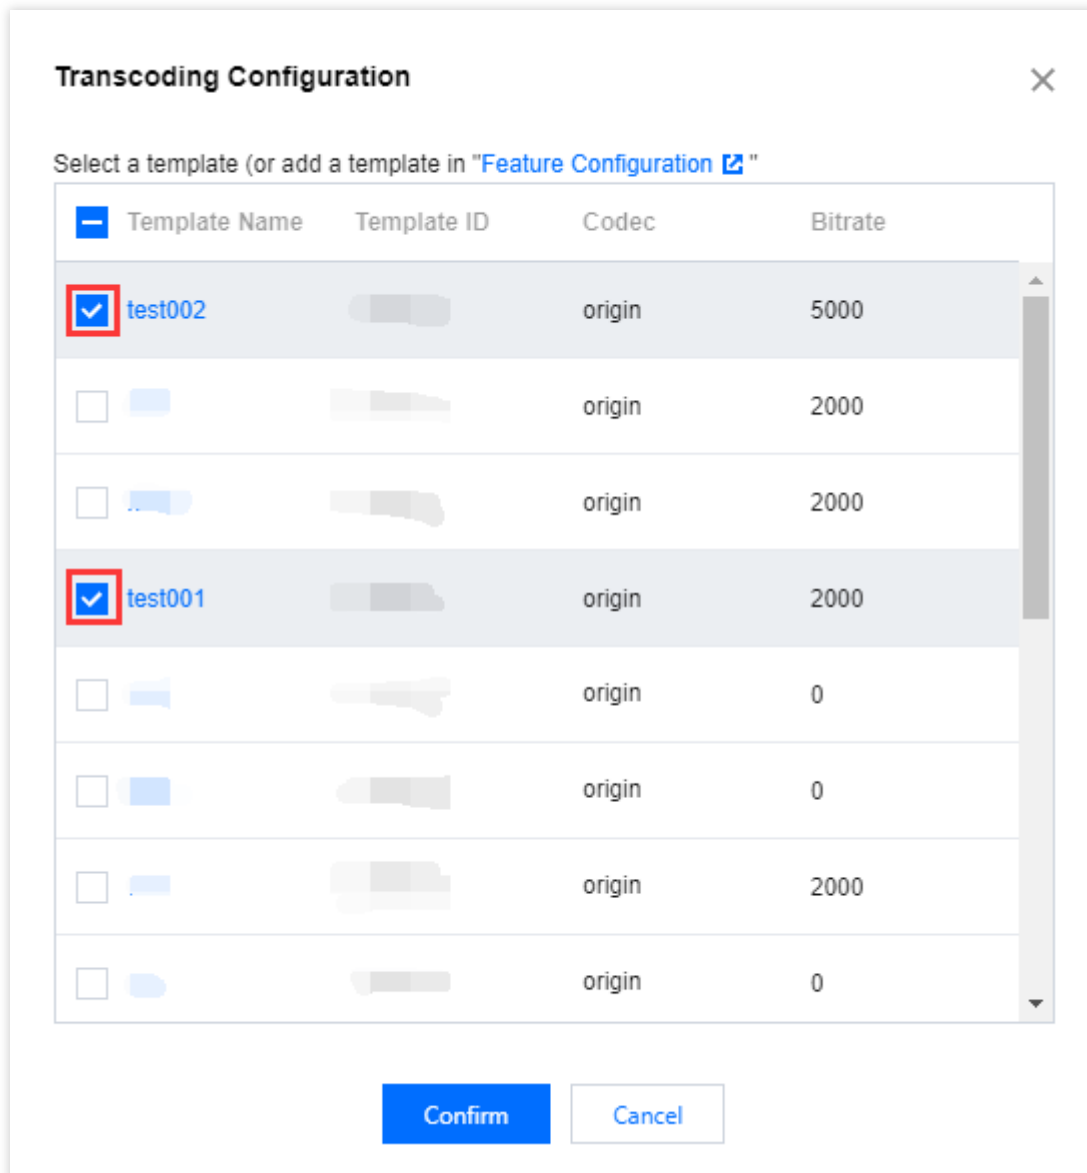 Transcoding Configuration
Select a template (or add a template in "Feature Configuration "
Template Name Template ID Codec Bitrate
test002 origin 5000
origin 2000
origin 2000
test001 origin 2000
origin 0
origin 0
origin 2000
origin 0
Confirm Cancel